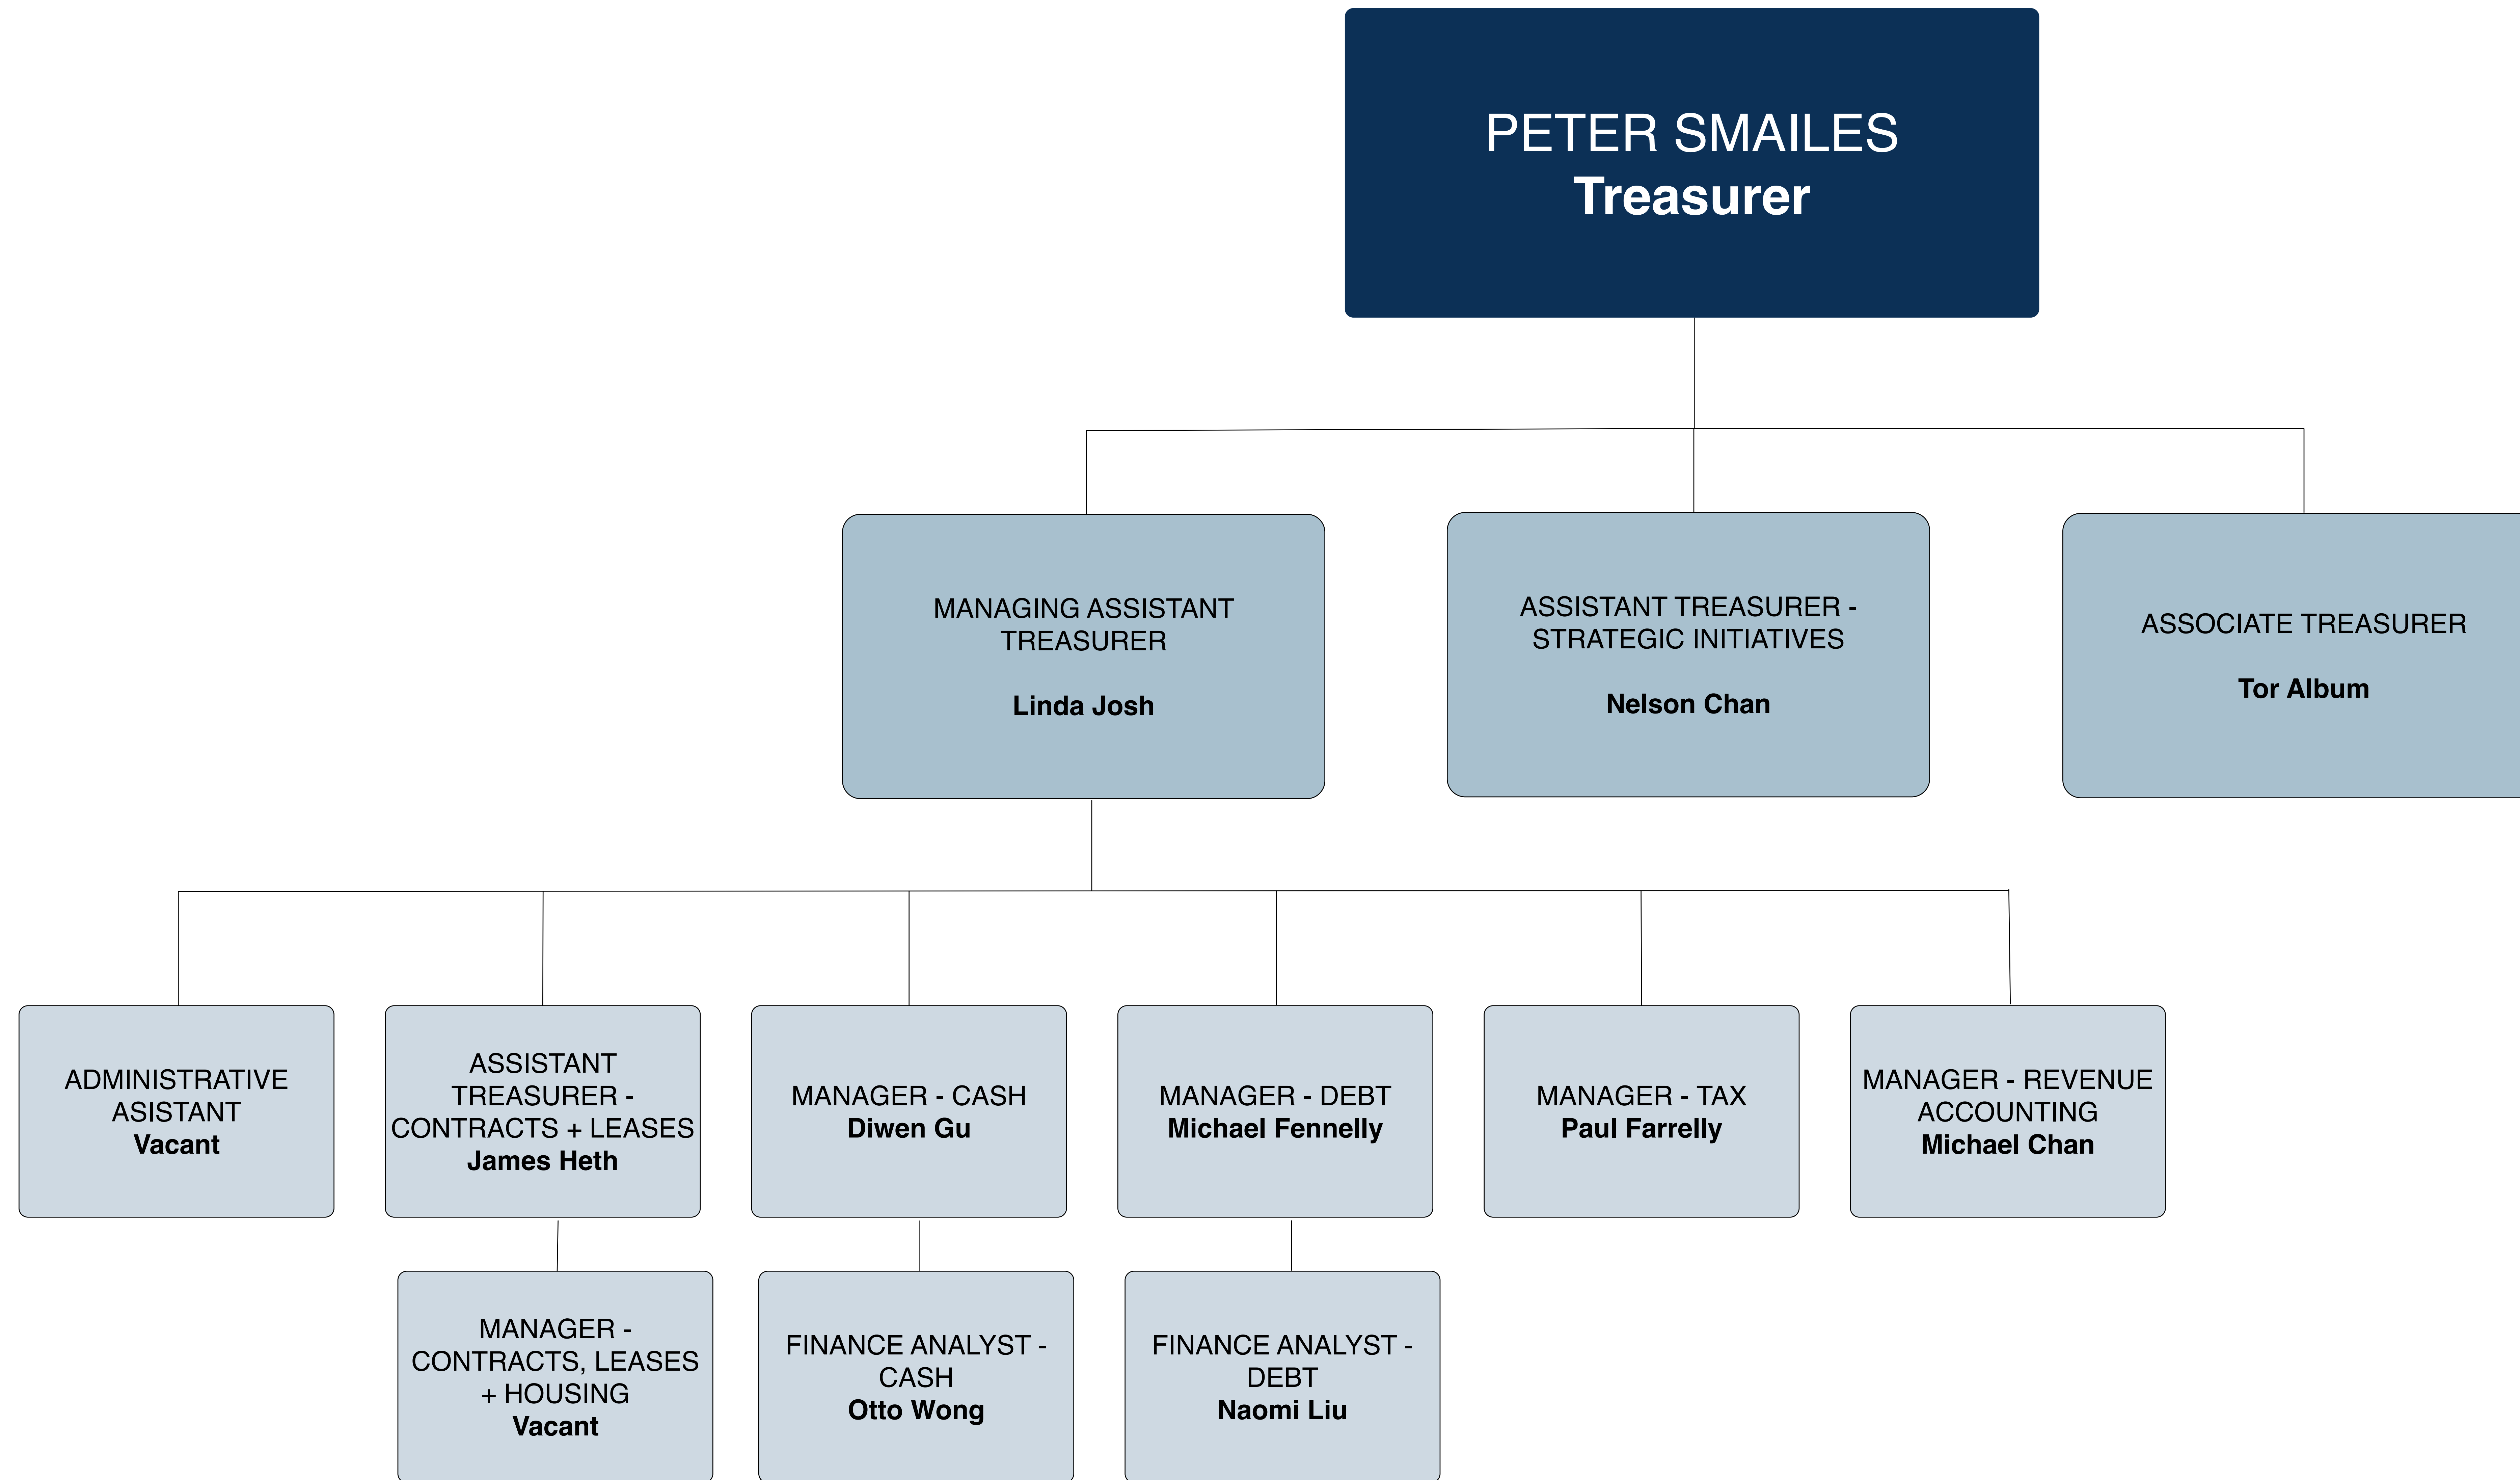 PETER SMAILES
Treasurer
MANAGING ASSISTANT
TREASURER
Linda Josh
ASSISTANT TREASURER -
STRATEGIC INITIATIVES
Nelson Chan
ASSOCIATE TREASURER
Tor Album
ADMINISTRATIVE
ASISTANT
Vacant
ASSISTANT
TREASURER -
CONTRACTS + LEASES
James Heth
MANAGER - CASH
Diwen Gu
MANAGER - DEBT
Michael Fennelly
MANAGER - TAX
Paul Farrelly
MANAGER - REVENUE
ACCOUNTING
Michael Chan
MANAGER -
CONTRACTS, LEASES
+ HOUSING
Vacant
FINANCE ANALYST -
CASH
Otto Wong
FINANCE ANALYST -
DEBT
Naomi Liu